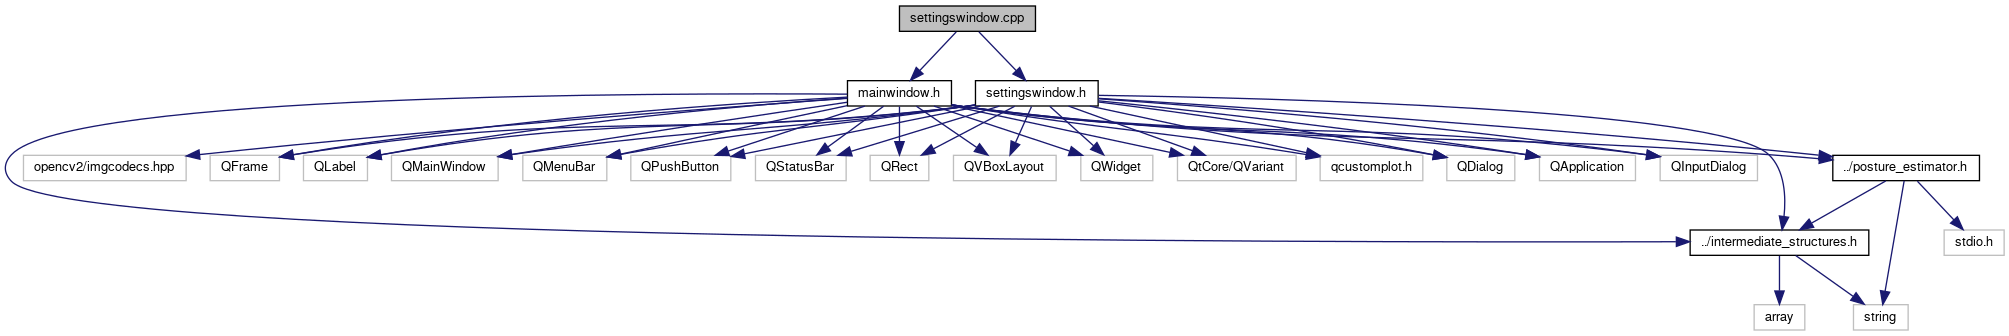 settingswindow.cpp
mainwindow.h
settingswindow.h
opencv2/imgcodecs.hpp
QFrame
QLabel
QMainWindow
QMenuBar
QPushButton
QStatusBar
QRect
QVBoxLayout
QWidget
QtCore/QVariant
qcustomplot.h
QDialog
QApplication
QInputDialog
../posture_estimator.h
../intermediate_structures.h
stdio.h
array
string